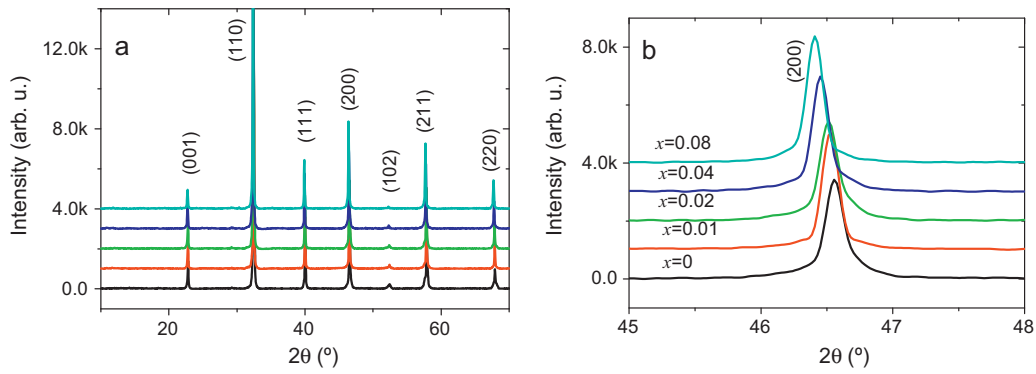 a
Intensity (arb. u.)
12.0k
8.0k
4.0k
0.0
20
40
60
2θ (º)
(001)
(110)
(111)
(200)
(102)
(211)
(220)
b
Intensity (arb. u.)
8.0k
4.0k
0.0
45
46
47
48
2θ (º)
(200)
x=0.08
x=0.04
x=0.02
x=0.01
x=0